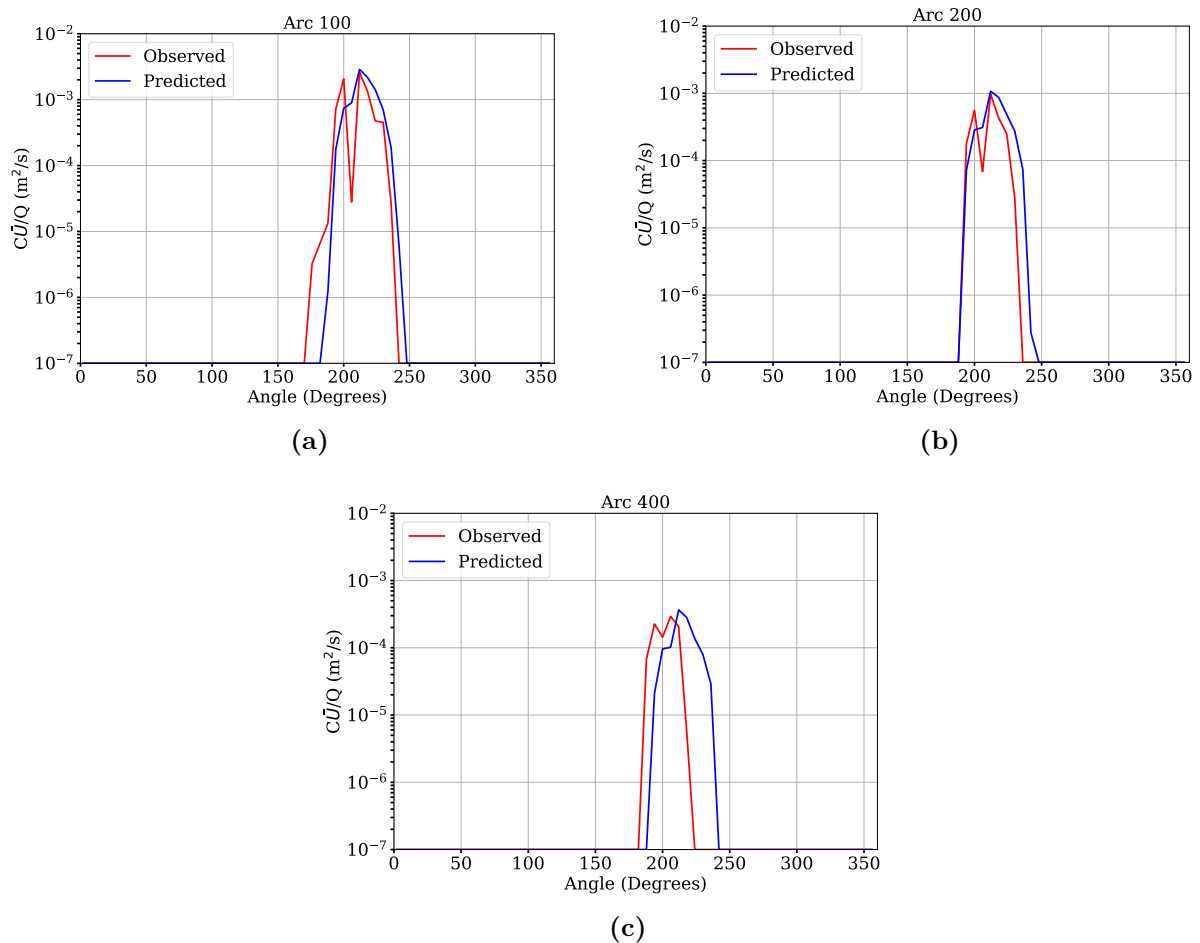 Arc 100
Observed
Predicted
10⁻²
10⁻³
10⁻⁴
10⁻⁵
10⁻⁶
10⁻⁷
CŪ/Q (m²/s)
0 50 100 150 200 250 300 350
Angle (Degrees)
(a)
Arc 200
Observed
Predicted
10⁻²
10⁻³
10⁻⁴
10⁻⁵
10⁻⁶
10⁻⁷
CŪ/Q (m²/s)
0 50 100 150 200 250 300 350
Angle (Degrees)
(b)
Arc 400
Observed
Predicted
10⁻²
10⁻³
10⁻⁴
10⁻⁵
10⁻⁶
10⁻⁷
CŪ/Q (m²/s)
0 50 100 150 200 250 300 350
Angle (Degrees)
(c)